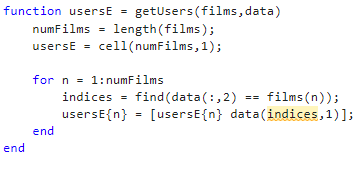 function usersE = getUsers(films,data)
numFilms = length(films);
usersE = cell(numFilms,1);
for n = 1:numFilms
indices = find(data(:,2) == films(n));
usersE{n} = [usersE{n} data(indices,1)];
end
end